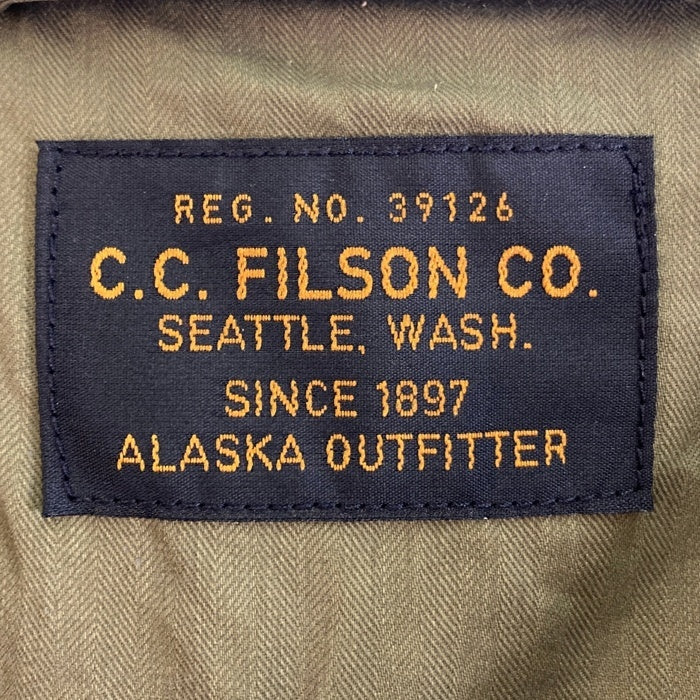 REG. NO. 39126
C.C. FILSON CO.
SEATTLE, WASH.
SINCE 1897
ALASKA OUTFITTER